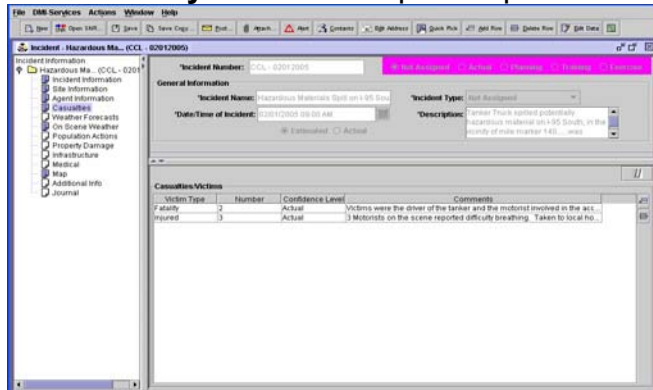 File DMI-Services Actions Window Help
New Open TMR... Save Save Copy... Post... Attach... Alert Contacts Edit Address Quick Pick Add Row Delete Row Edit Data
Incident - Hazardous Ma... (CCL - 02012005)
Incident Information
Hazardous Ma... (CCL - 0201
Incident Information
Site Information
Agent Information
Casualties
Weather Forecasts
On Scene Weather
Population Actions
Property Damage
Infrastructure
Medical
Map
Additional Info
Journal
*Incident Number: CCL - 02012005
Not Assigned Actual Planning Training Exercise
General Information
*Incident Name: Hazardous Materials Spill on I-95 Sou
*Incident Type: Not Assigned
*Date/Time of Incident: 02/01/2005 09:00 AM
Estimated Actual
*Description: Tanker Truck spotted potentially
hazardous material on I-95 South, in the
vicinity of mile marker 140.... was
Casualties/Victims
Victim Type Number Confidence Level Comments
Fatality 2 Actual Victims were the driver of the tanker and the motorist involved in the acc...
Injured 3 Actual 3 Motorists on the scene reported difficulty breathing. Taken to local ho...